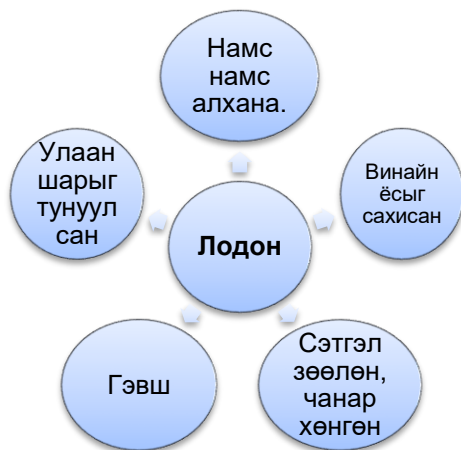 Намс
намс
алхана.
Улаан
шарыг
тунуул
сан
Винайн
ёсыг
сахисан
Лодон
Гэвш
Сэтгэл
зөөлөн,
чанар
хөнгөн